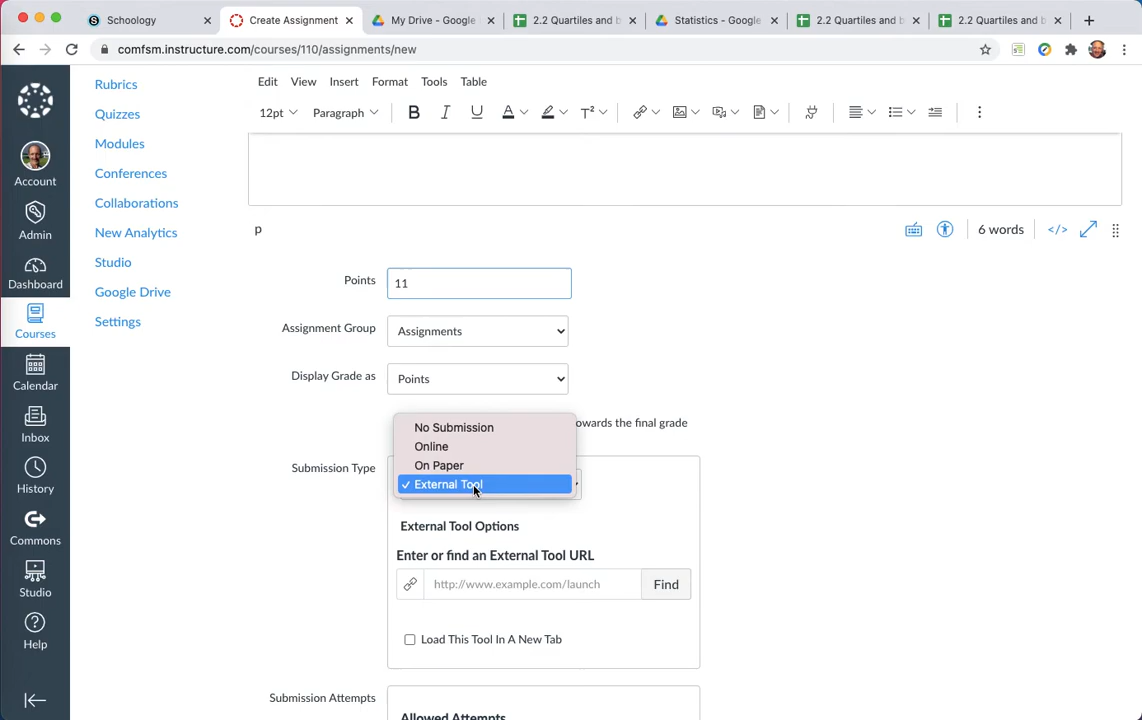 Schoology
Create Assignment
My Drive - Google
2.2 Quartiles and b
Statistics - Google
2.2 Quartiles and b
2.2 Quartiles and b
comfsm.instructure.com/courses/110/assignments/new
Account
Admin
Dashboard
Courses
Calendar
Inbox
History
Commons
Studio
Help
Rubrics
Quizzes
Modules
Conferences
Collaborations
New Analytics
Studio
Google Drive
Settings
Edit View Insert Format Tools Table
12pt Paragraph B I U A T²
p 6 words </>
Points 11
Assignment Group Assignments
Display Grade as Points
owards the final grade
Submission Type
No Submission
Online
On Paper
✓ External Tool
External Tool Options
Enter or find an External Tool URL
http://www.example.com/launch Find
Load This Tool In A New Tab
Submission Attempts
Allowed Attempts